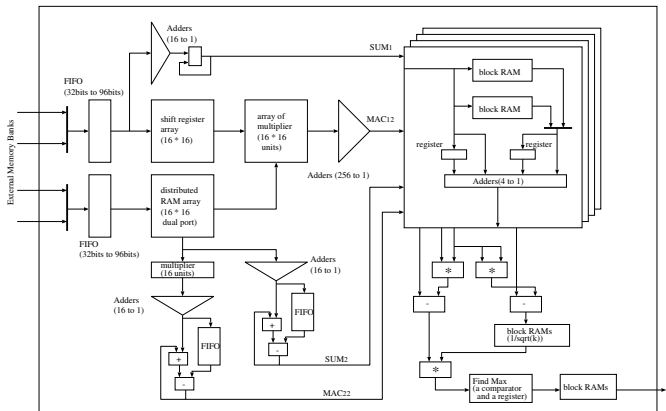 Adders
(16 to 1)
SUM1
FIFO
(32bits to 96bits)
External Memory Banks
shift register
array
(16 * 16)
array of
multiplier
(16 * 16
units)
MAC12
Adders (256 to 1)
block RAM
block RAM
register
register
Adders(4 to 1)
distributed
RAM array
(16 * 16
dual port)
FIFO
(32bits to 96bits)
multiplier
(16 units)
Adders
(16 to 1)
Adders
(16 to 1)
FIFO
+
-
SUM2
FIFO
+
-
MAC22
*
*
-
-
block RAMs
(1/sqrt(k))
*
Find Max
(a comparator
and a register)
block RAMs